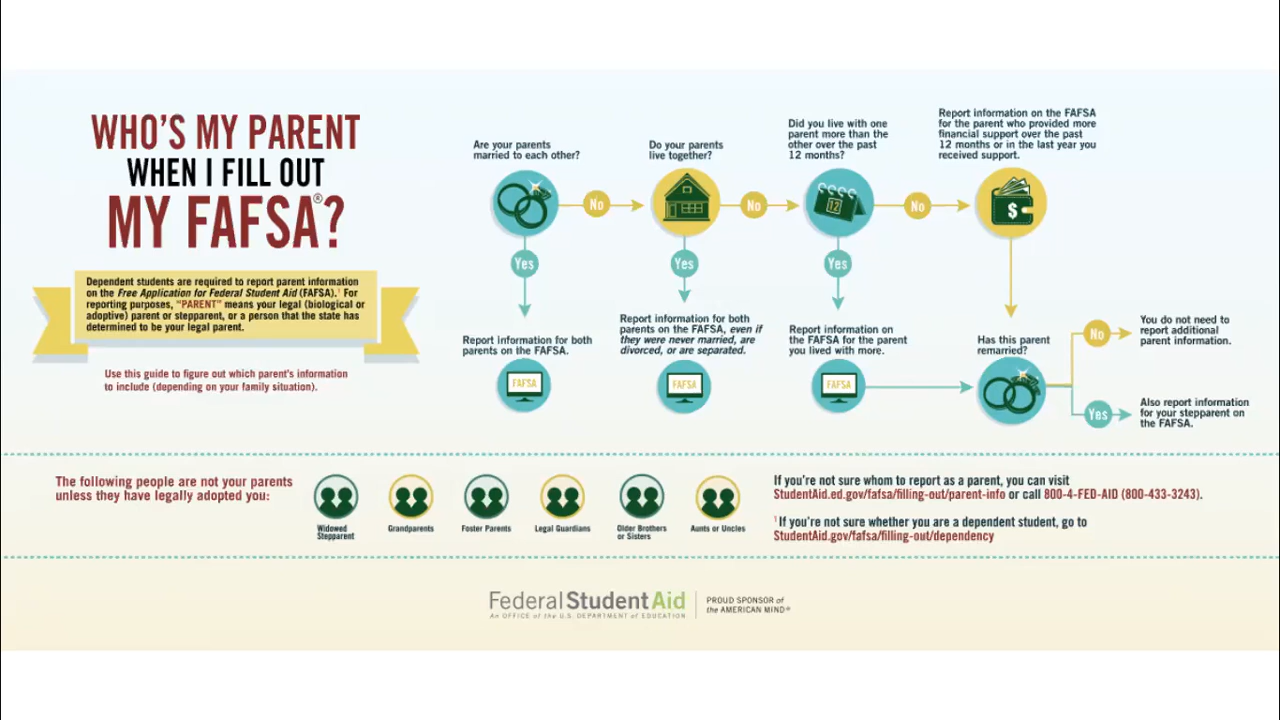 WHO'S MY PARENT
WHEN I FILL OUT
MY FAFSA®?
Dependent students are required to report parent information
on the Free Application for Federal Student Aid (FAFSA).¹ For
reporting purposes, "PARENT" means your legal (biological or
adoptive) parent or stepparent, or a person that the state has
determined to be your legal parent.
Use this guide to figure out which parent's information
to include (depending on your family situation).
Are your parents
married to each other?
No
Do your parents
live together?
No
Did you live with one
parent more than the
other over the past
12 months?
12
No
Report information on the FAFSA
for the parent who provided more
financial support over the past
12 months or in the last year you
received support.
$
Yes
Yes
Yes
Report information for both
parents on the FAFSA.
FAFSA
Report information for both
parents on the FAFSA, even if
they were never married, are
divorced, or are separated.
FAFSA
Report information on
the FAFSA for the parent
you lived with more.
FAFSA
Has this parent
remarried?
No
You do not need to
report additional
parent information.
Yes
Also report information
for your stepparent on
the FAFSA.
The following people are not your parents
unless they have legally adopted you:
Widowed
Stepparent
Grandparents
Foster Parents
Legal Guardians
Older Brothers
or Sisters
Aunts or Uncles
If you're not sure whom to report as a parent, you can visit
StudentAid.ed.gov/fafsa/filling-out/parent-info or call 800-4-FED-AID (800-433-3243).
¹ If you're not sure whether you are a dependent student, go to
StudentAid.gov/fafsa/filling-out/dependency
Federal Student Aid
An OFFICE of the U.S. DEPARTMENT of EDUCATION
PROUD SPONSOR of
the AMERICAN MIND®